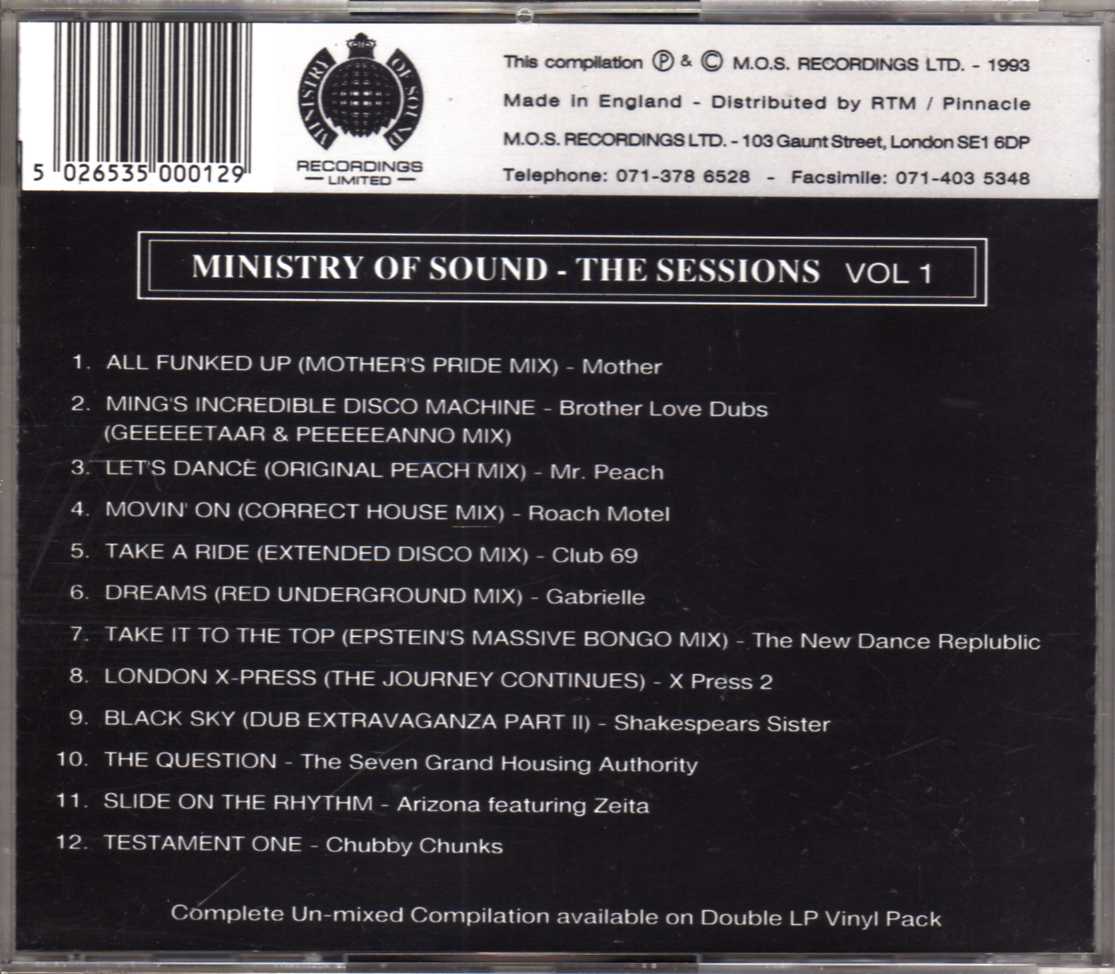 This compilation ℗ & © M.O.S. RECORDINGS LTD. - 1993
Made in England - Distributed by RTM / Pinnacle
M.O.S. RECORDINGS LTD. - 103 Gaunt Street, London SE1 6DP
Telephone: 071-378 6528 - Facsimile: 071-403 5348
MINISTRY OF SOUND
RECORDINGS
LIMITED
5 026535 000129
MINISTRY OF SOUND - THE SESSIONS VOL 1
1. ALL FUNKED UP (MOTHER'S PRIDE MIX) - Mother
2. MING'S INCREDIBLE DISCO MACHINE - Brother Love Dubs
(GEEEEETAAR & PEEEEEANNO MIX)
3. LET'S DANCE (ORIGINAL PEACH MIX) - Mr. Peach
4. MOVIN' ON (CORRECT HOUSE MIX) - Roach Motel
5. TAKE A RIDE (EXTENDED DISCO MIX) - Club 69
6. DREAMS (RED UNDERGROUND MIX) - Gabrielle
7. TAKE IT TO THE TOP (EPSTEIN'S MASSIVE BONGO MIX) - The New Dance Replublic
8. LONDON X-PRESS (THE JOURNEY CONTINUES) - X Press 2
9. BLACK SKY (DUB EXTRAVAGANZA PART II) - Shakespears Sister
10. THE QUESTION - The Seven Grand Housing Authority
11. SLIDE ON THE RHYTHM - Arizona featuring Zeita
12. TESTAMENT ONE - Chubby Chunks
Complete Un-mixed Compilation available on Double LP Vinyl Pack